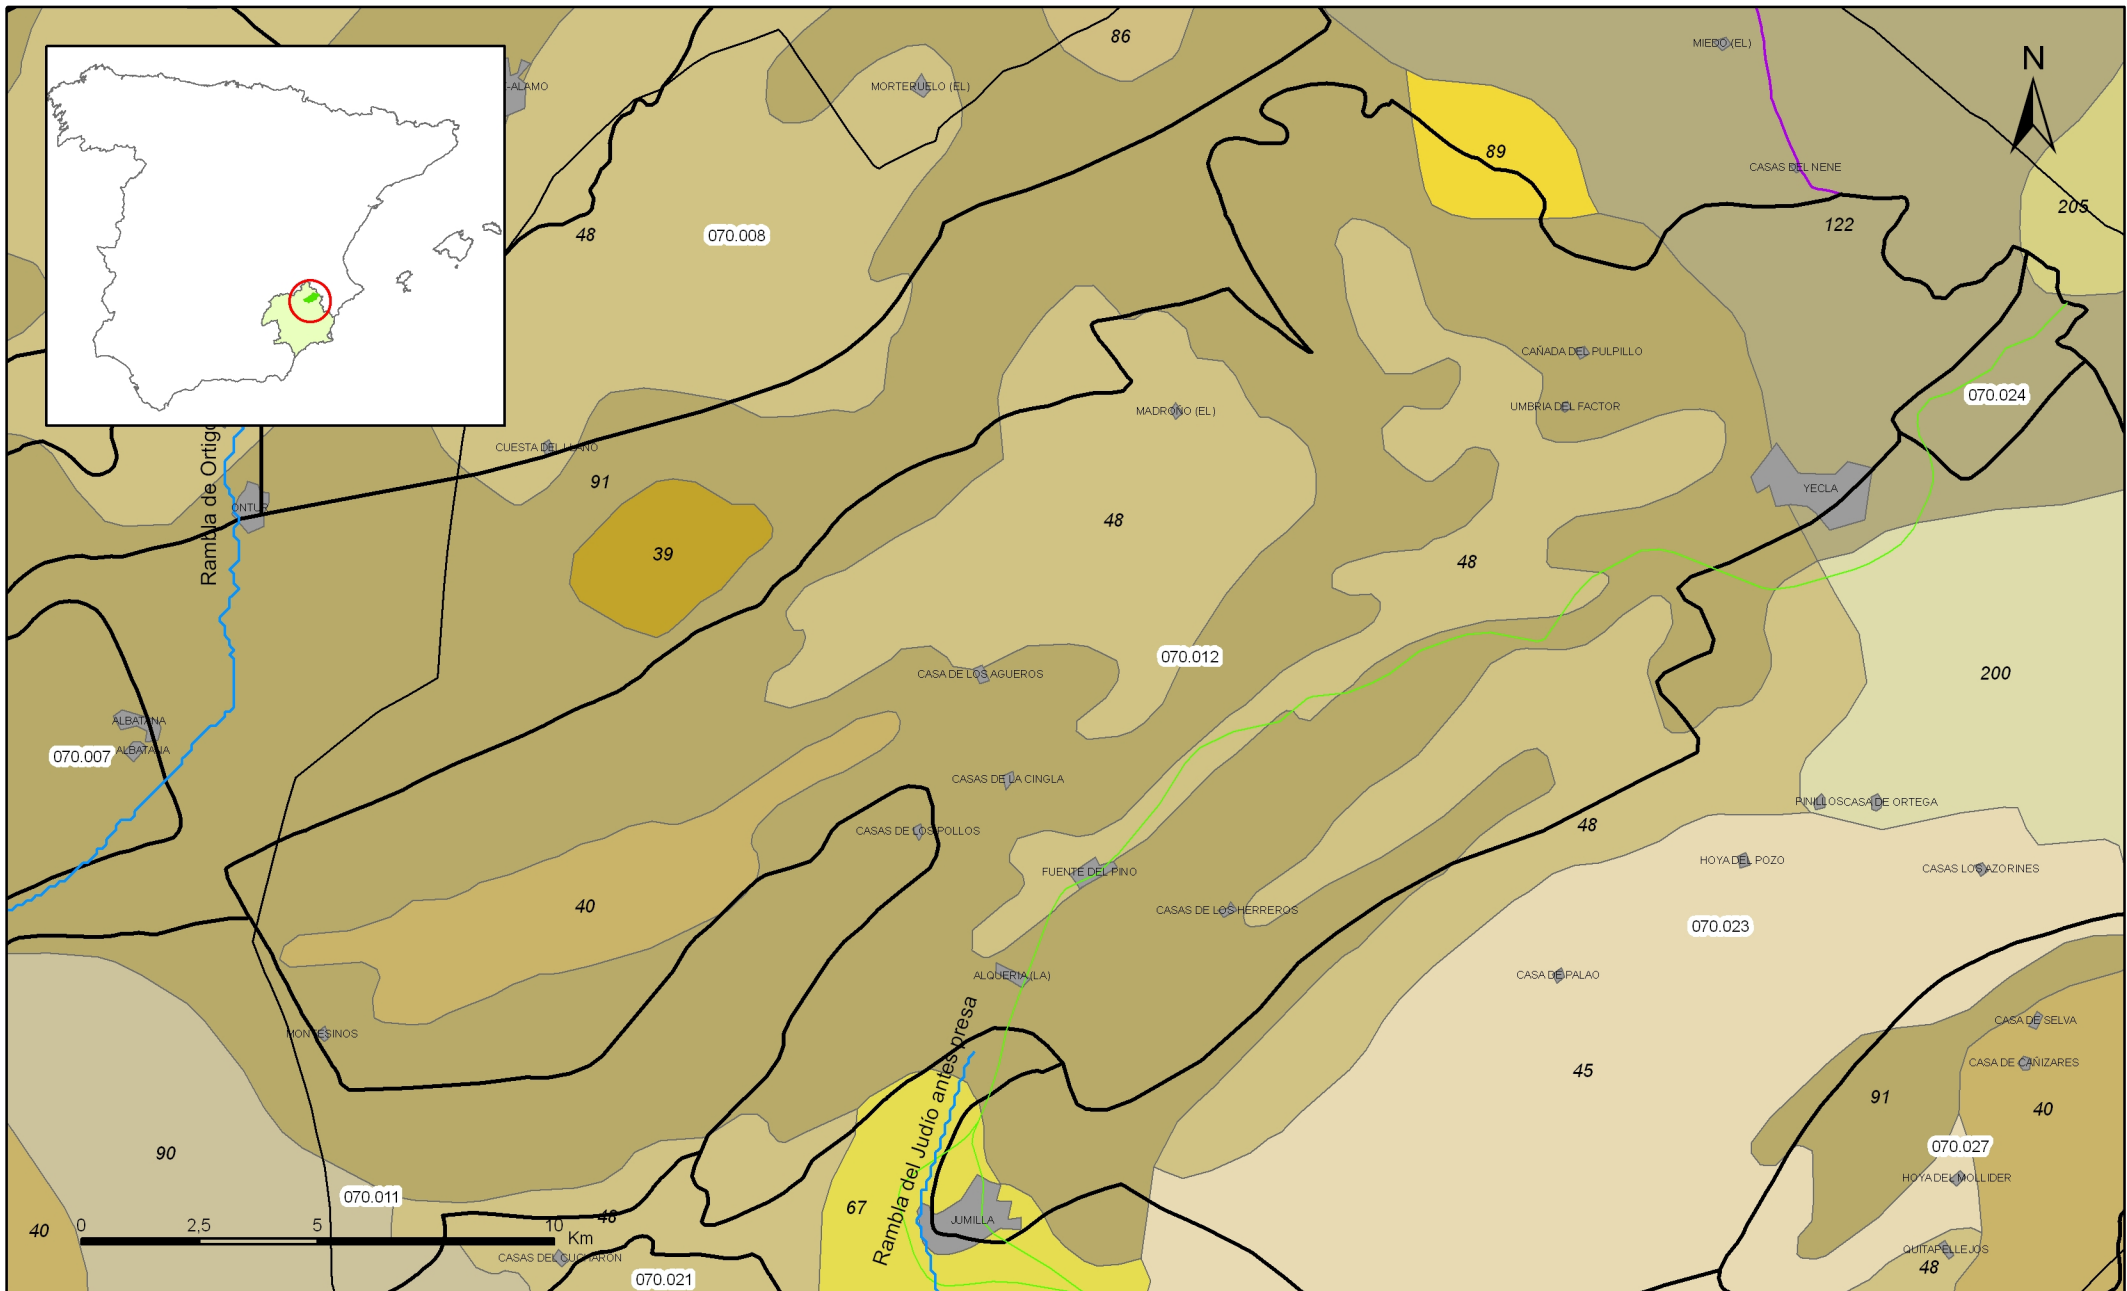 86
MIEDO (EL)
N
-ALAMO
MORTERUELO (EL)
89
CASAS DEL NENE
205
122
48
070.008
CAÑADA DEL PULPILLO
070.024
MADROÑO (EL)
UMBRIA DEL FACTOR
CUESTA DEL LLANO
Rambla de Ortigo
91
YECLA
ONTUR
48
39
48
070.012
CASA DE LOS AGUEROS
200
ALBATANA
ALBATANA
070.007
CASAS DE LA CINGLA
PINILLOS
CASA DE ORTEGA
CASAS DE LOS POLLOS
48
HOYA DEL POZO
FUENTE DEL PINO
CASAS LOS AZORINES
40
CASAS DE LOS HERREROS
070.023
ALQUERIA (LA)
CASA DE PALAO
CASA DE SELVA
MONTESINOS
CASA DE CAÑIZARES
45
91
40
Rambla del Judío antes presa
90
070.027
HOYA DEL MOLLIDER
070.011
67
48
JUMILLA
40
0 2,5 5 10
Km
CASAS DEL CUCHARON
QUITAPELLEJOS
48
070.021